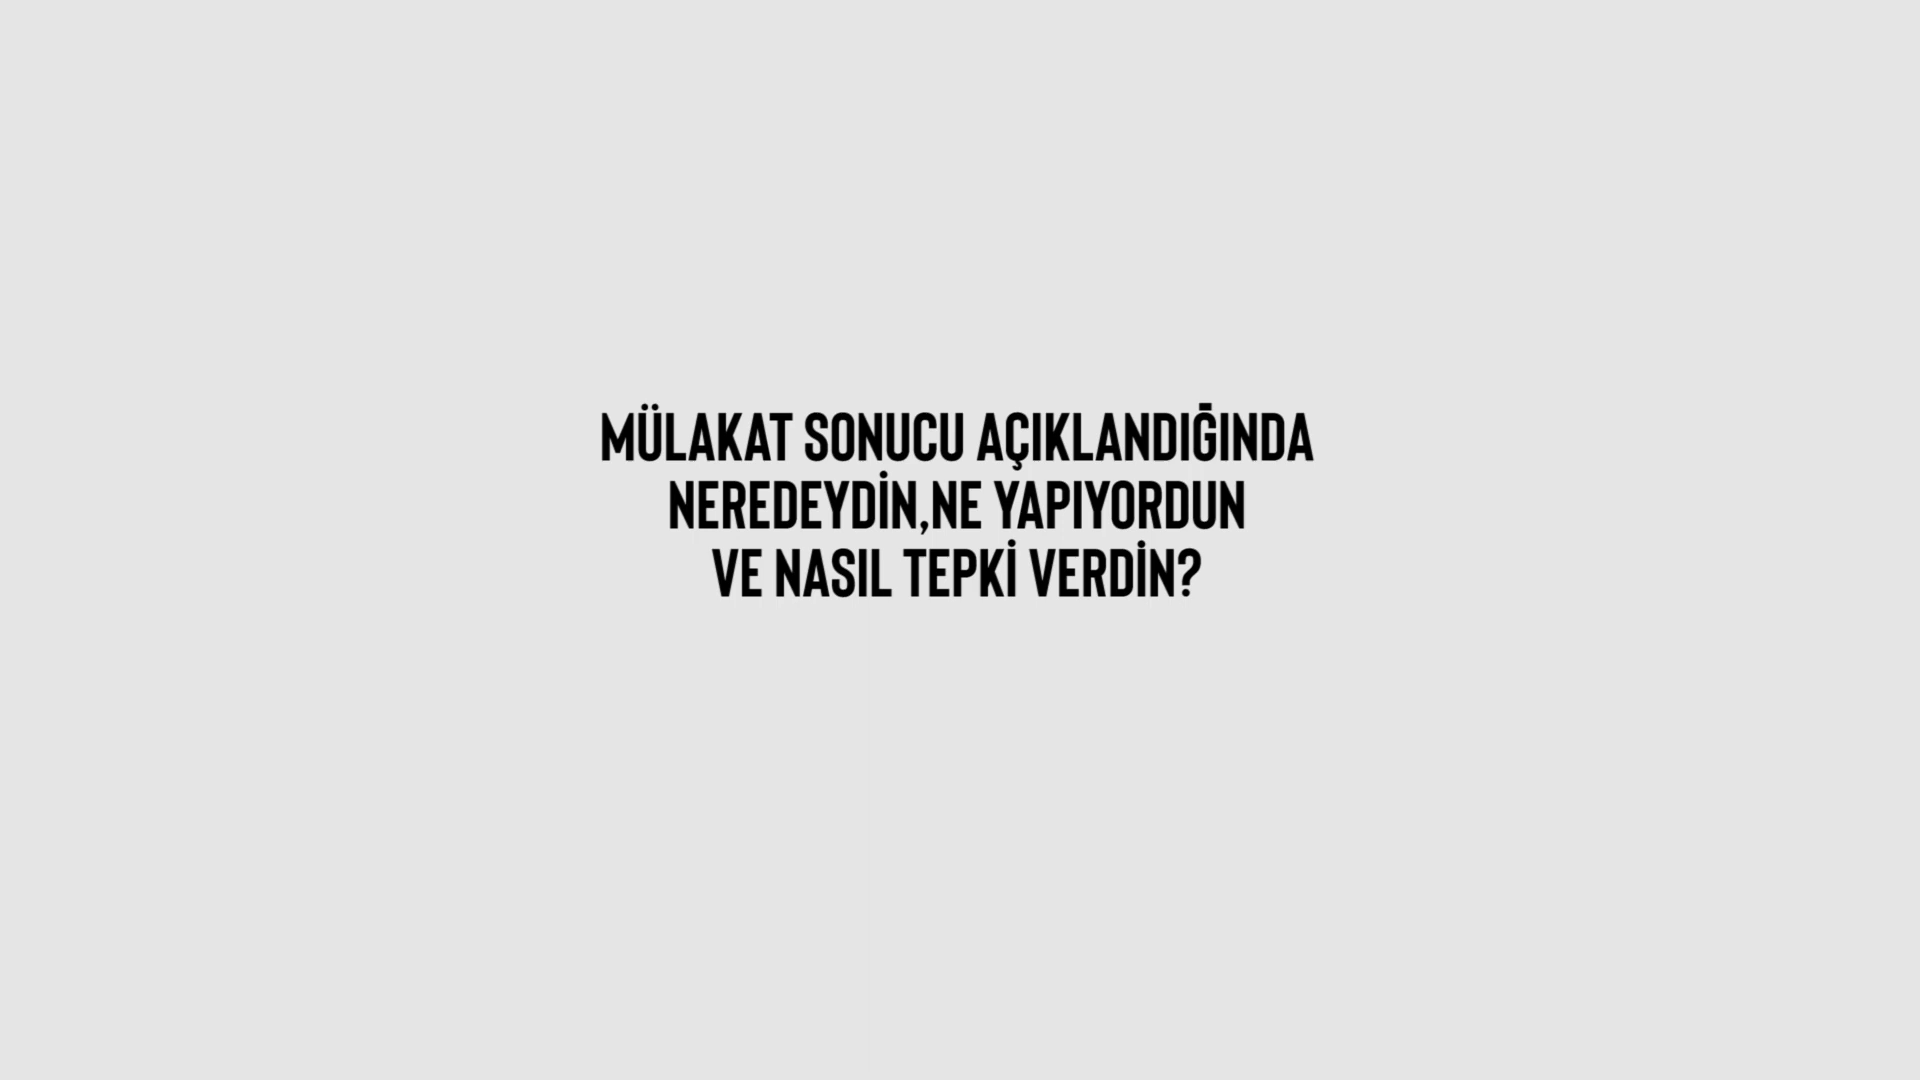 MÜLAKAT SONUCU AÇIKLANDIĞINDA
NEREDEYDİN,NE YAPIYORDUN
VE NASIL TEPKİ VERDİN?